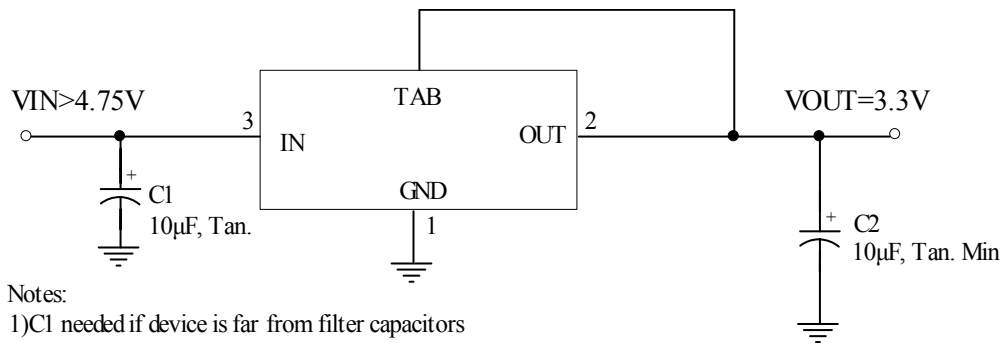 TAB
VIN>4.75V
VOUT=3.3V
3
IN
OUT
2
+
C1
10μF, Tan.
GND
1
+
C2
10μF, Tan. Min
Notes:
1)C1 needed if device is far from filter capacitors